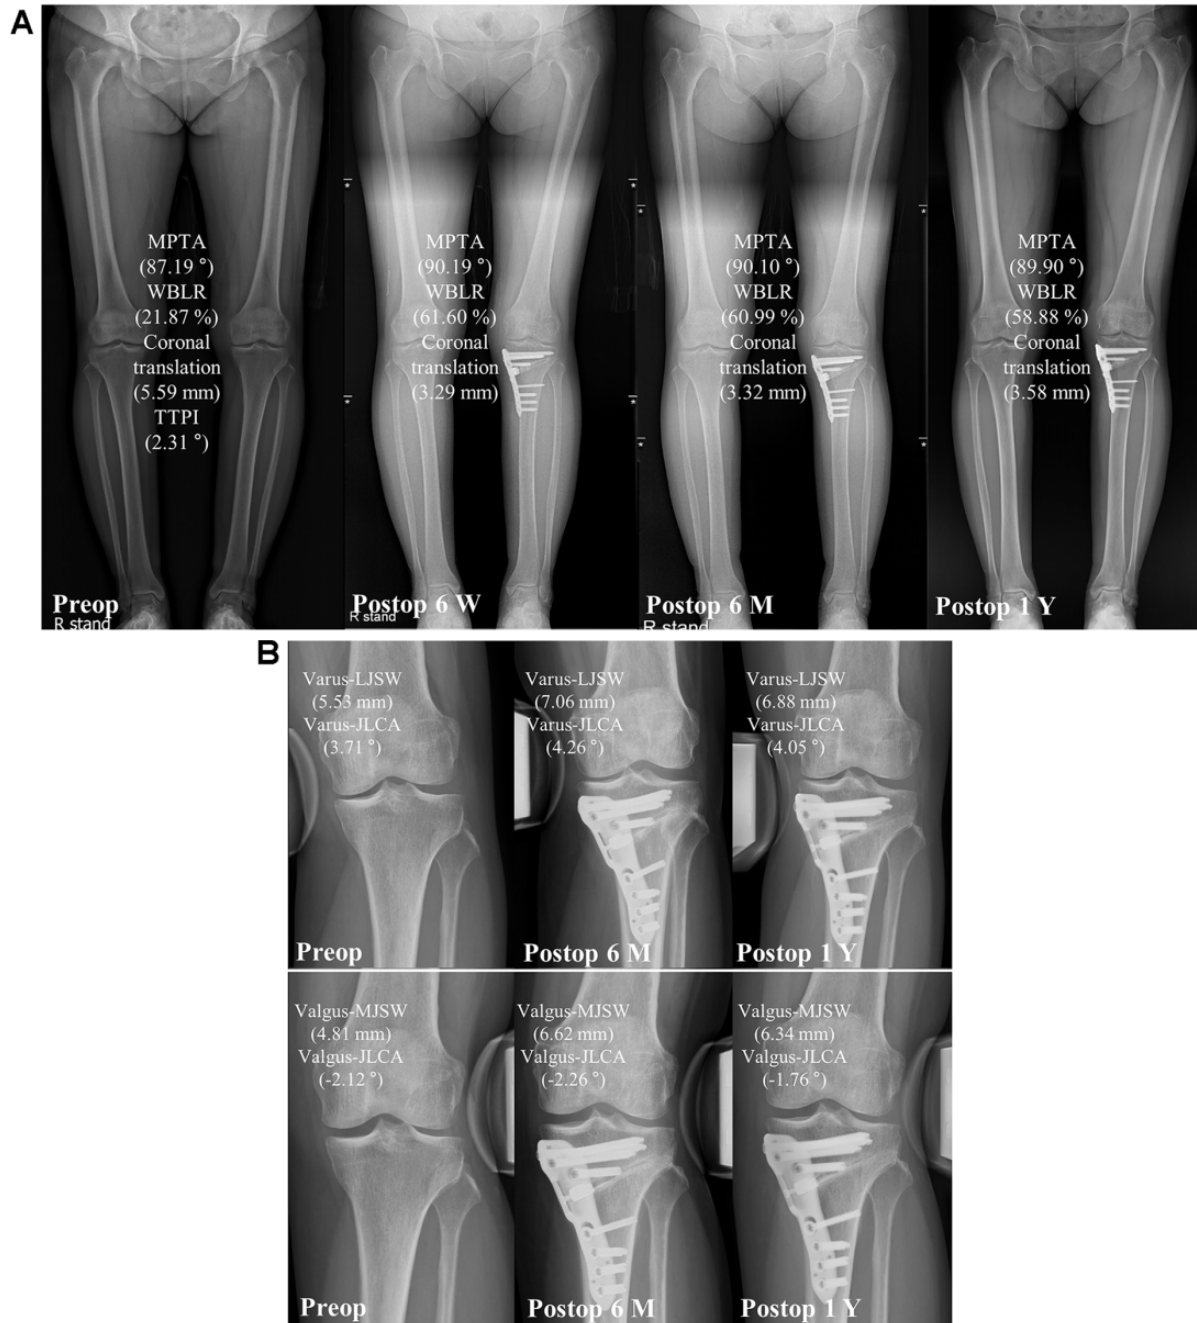 A
MPTA
(87.19 °)
WBLR
(21.87 %)
Coronal
translation
(5.59 mm)
TTPI
(2.31 °)
Preop
R stand
MPTA
(90.19 °)
WBLR
(61.60 %)
Coronal
translation
(3.29 mm)
Postop 6 W
R stand
MPTA
(90.10 °)
WBLR
(60.99 %)
Coronal
translation
(3.32 mm)
Postop 6 M
R stand
MPTA
(89.90 °)
WBLR
(58.88 %)
Coronal
translation
(3.58 mm)
Postop 1 Y
B
Varus-LJSW
(5.53 mm)
Varus-JLCA
(3.71 °)
Preop
Varus-LJSW
(7.06 mm)
Varus-JLCA
(4.26 °)
Postop 6 M
Varus-LJSW
(6.88 mm)
Varus-JLCA
(4.05 °)
Postop 1 Y
Valgus-MJSW
(4.81 mm)
Valgus-JLCA
(-2.12 °)
Preop
Valgus-MJSW
(6.62 mm)
Valgus-JLCA
(-2.26 °)
Postop 6 M
Valgus-MJSW
(6.34 mm)
Valgus-JLCA
(-1.76 °)
Postop 1 Y